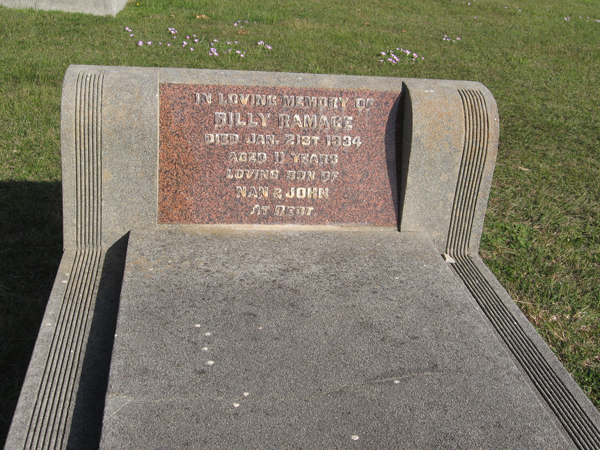 IN LOVING MEMORY OF
BILLY RAMAGE
DIED JAN. 21ST 1934
AGED 11 YEARS
LOVING SON OF
NAN & JOHN
AT REST